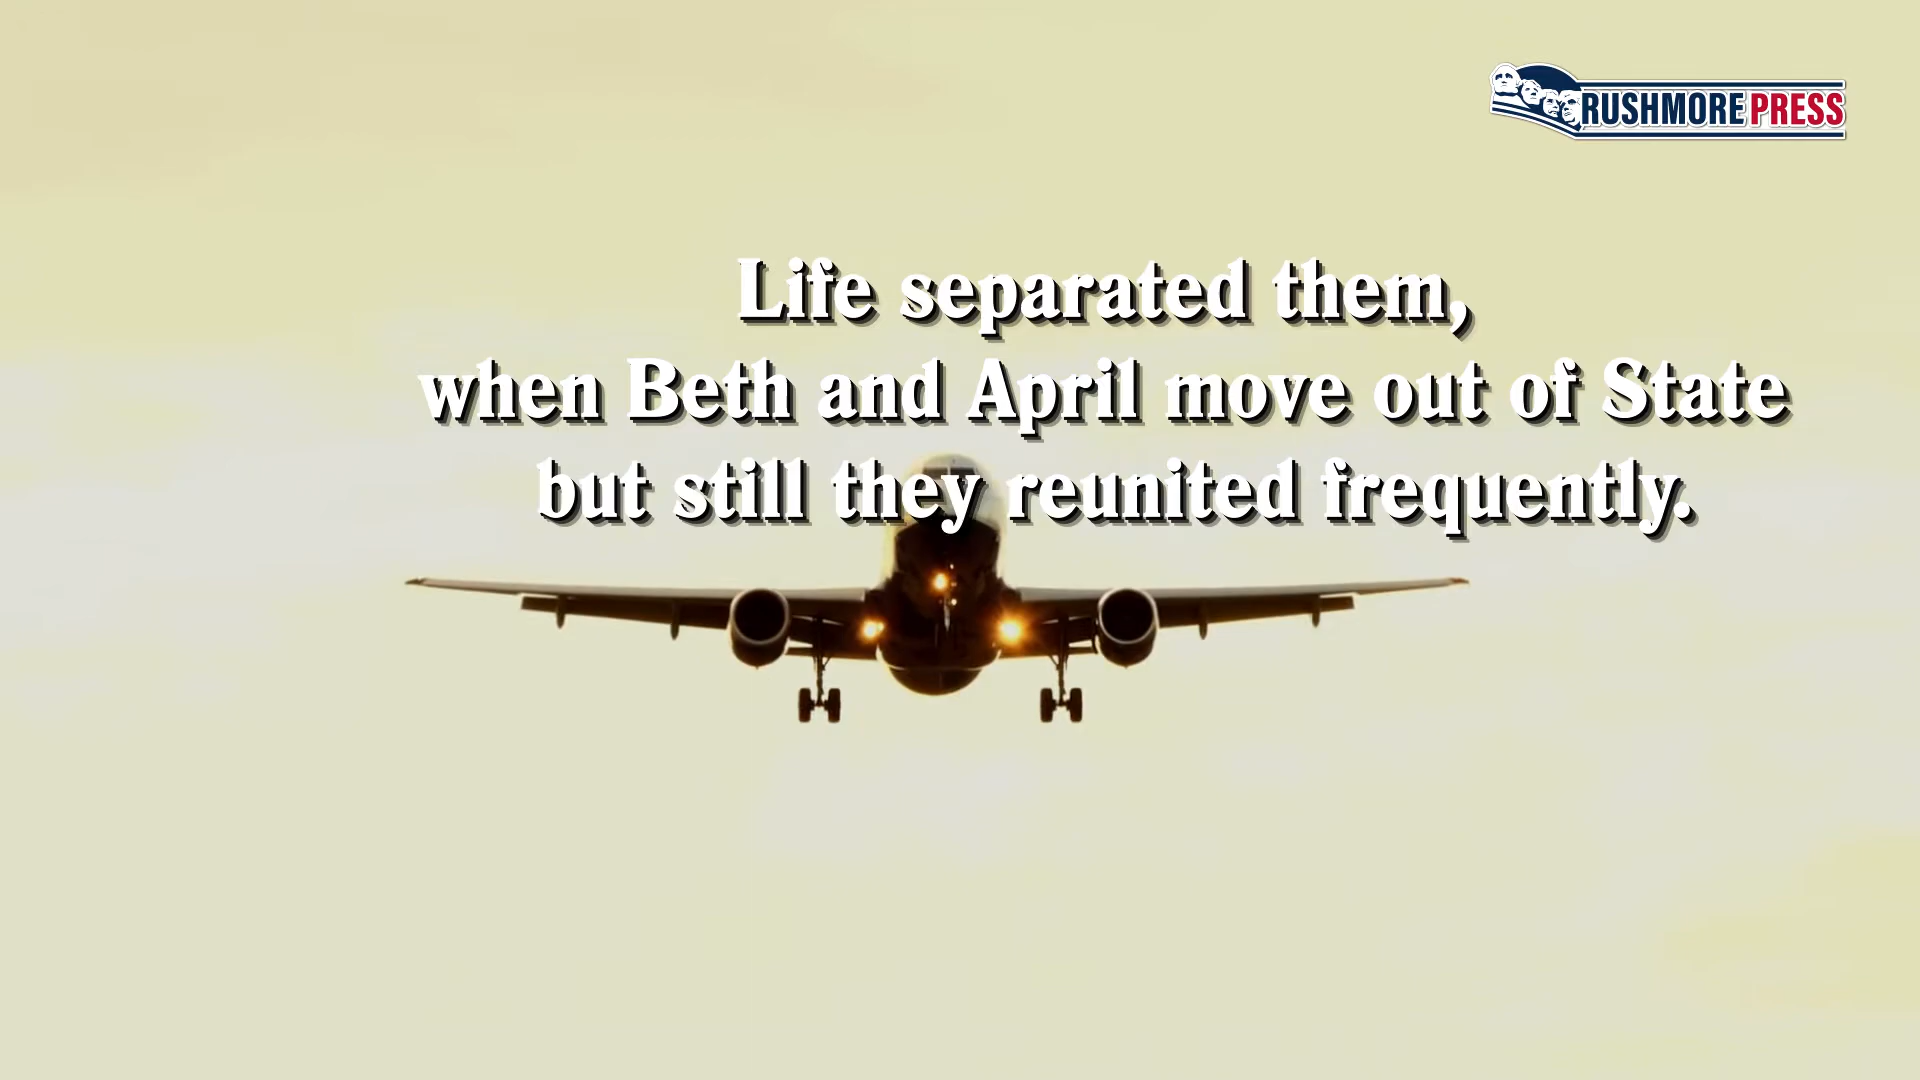 RUSHMORE PRESS
Life separated them,
when Beth and April move out of State
but still they reunited frequently.